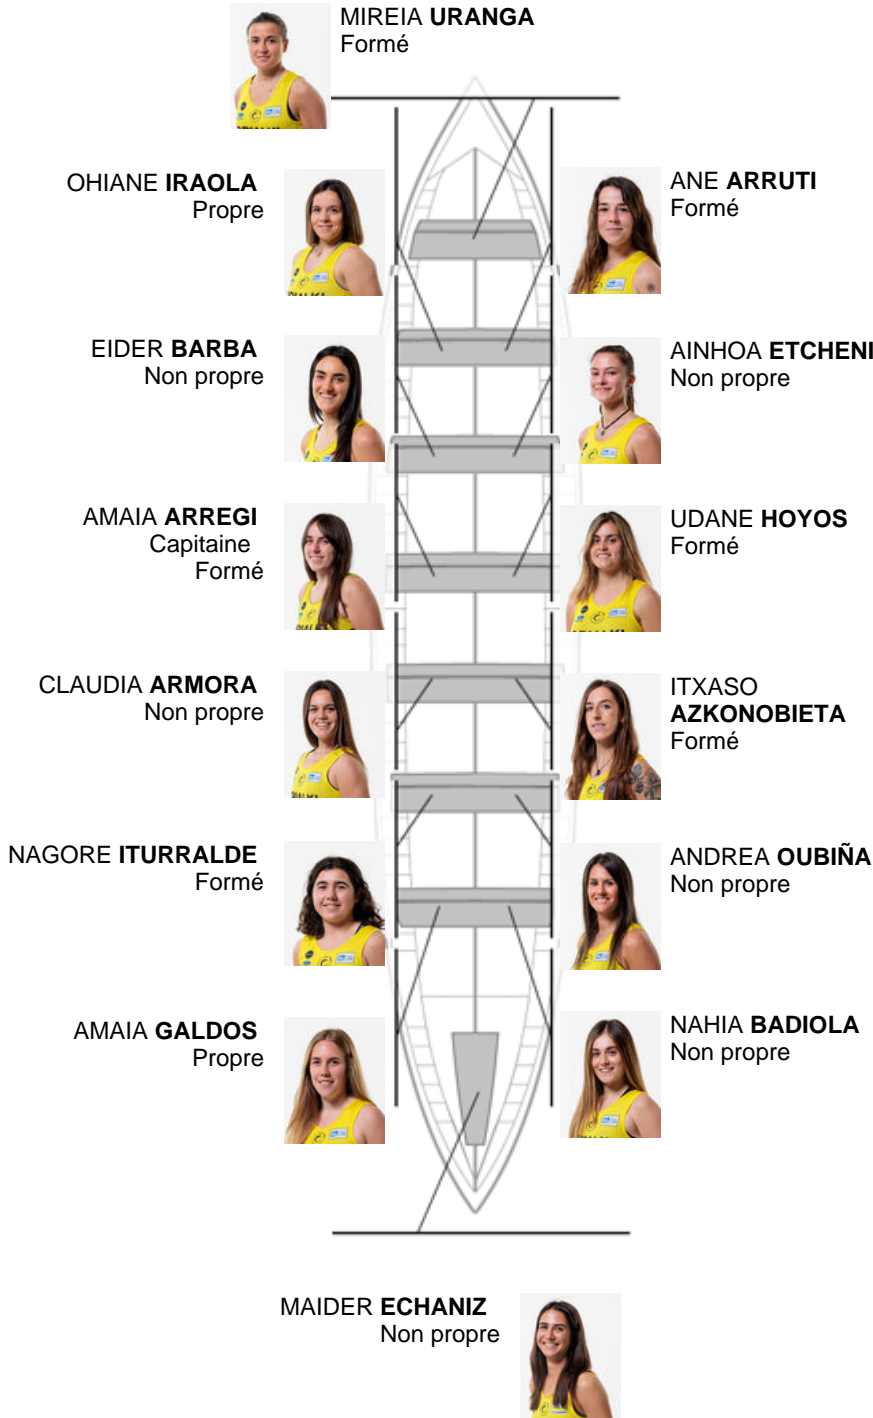 MIREIA URANGA
Formé
OHIANE IRAOLA
Propre
ANE ARRUTI
Formé
EIDER BARBA
Non propre
AINHOA ETCHENI
Non propre
AMAIA ARREGI
Capitaine
Formé
UDANE HOYOS
Formé
CLAUDIA ARMORA
Non propre
ITXASO
AZKONOBIETA
Formé
NAGORE ITURRALDE
Formé
ANDREA OUBIÑA
Non propre
AMAIA GALDOS
Propre
NAHIA BADIOLA
Non propre
MAIDER ECHANIZ
Non propre